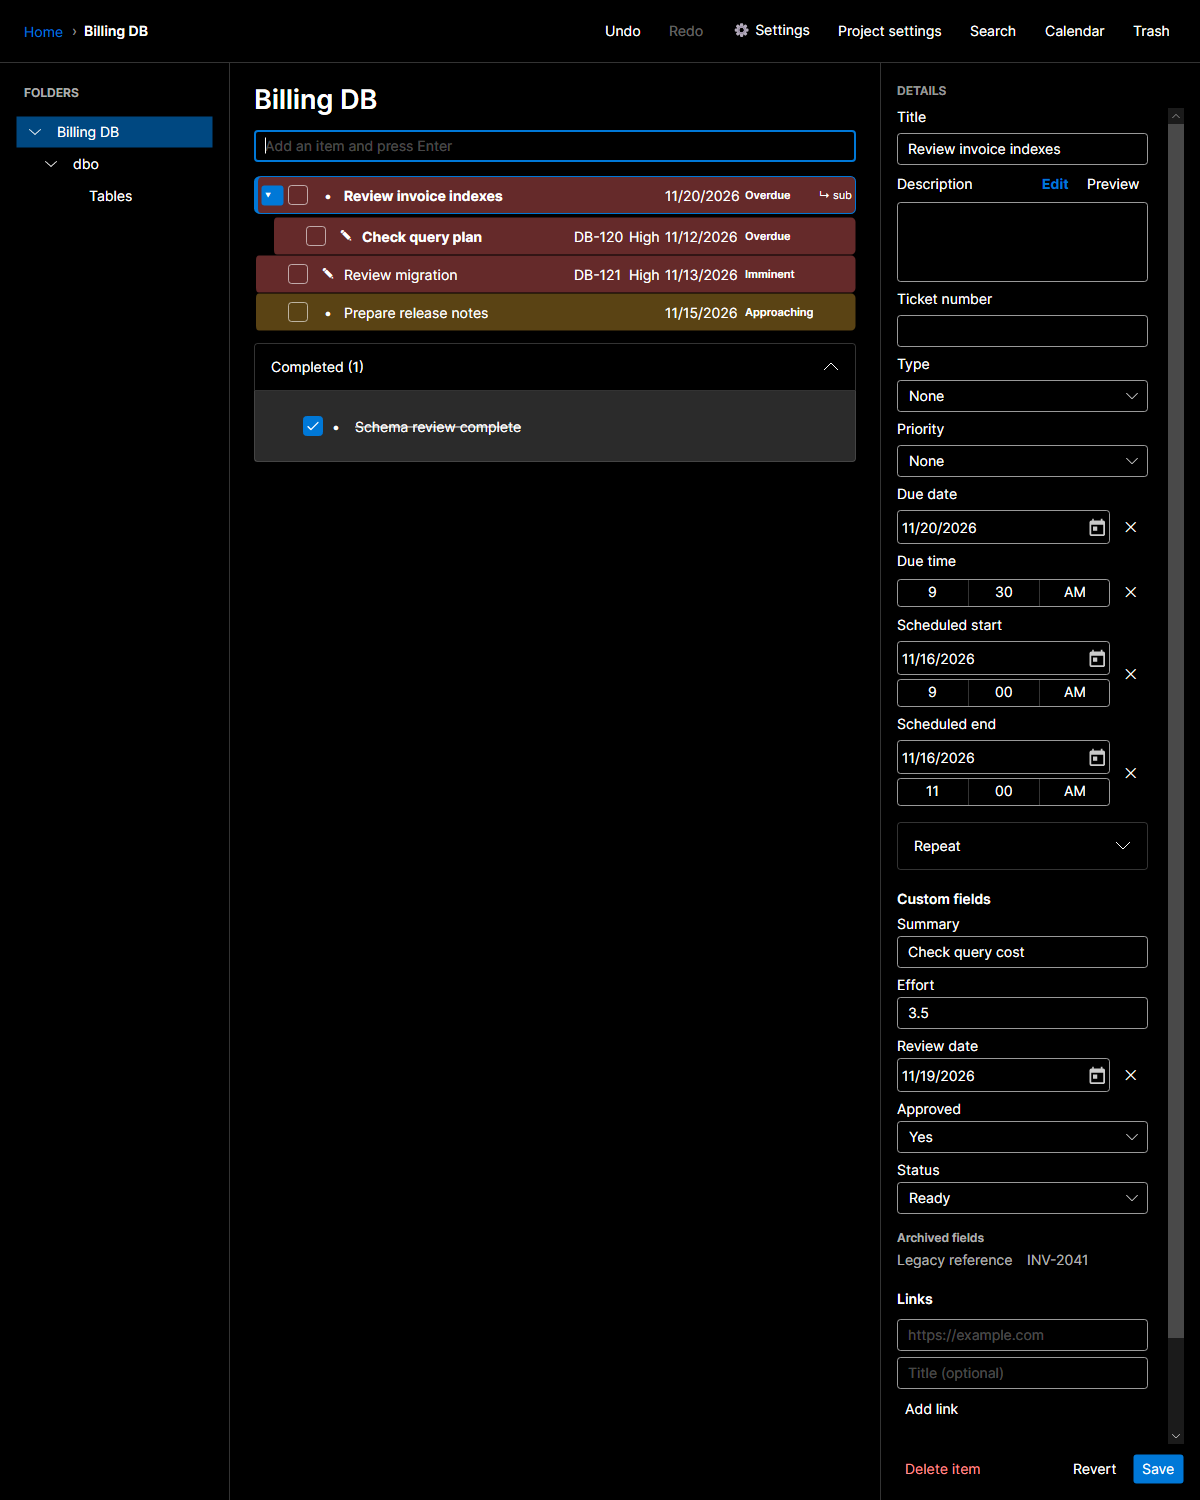 Home › Billing DB
Undo
Redo
Settings
Project settings
Search
Calendar
Trash
FOLDERS
Billing DB
dbo
Tables
Billing DB
Add an item and press Enter
Review invoice indexes 11/20/2026 Overdue ↳ sub
Check query plan DB-120 High 11/12/2026 Overdue
Review migration DB-121 High 11/13/2026 Imminent
Prepare release notes 11/15/2026 Approaching
Completed (1)
Schema review complete
DETAILS
Title
Review invoice indexes
Description Edit Preview
Ticket number
Type
None
Priority
None
Due date
11/20/2026
Due time
9 30 AM
Scheduled start
11/16/2026
9 00 AM
Scheduled end
11/16/2026
11 00 AM
Repeat
Custom fields
Summary
Check query cost
Effort
3.5
Review date
11/19/2026
Approved
Yes
Status
Ready
Archived fields
Legacy reference INV-2041
Links
https://example.com
Title (optional)
Add link
Delete item Revert Save